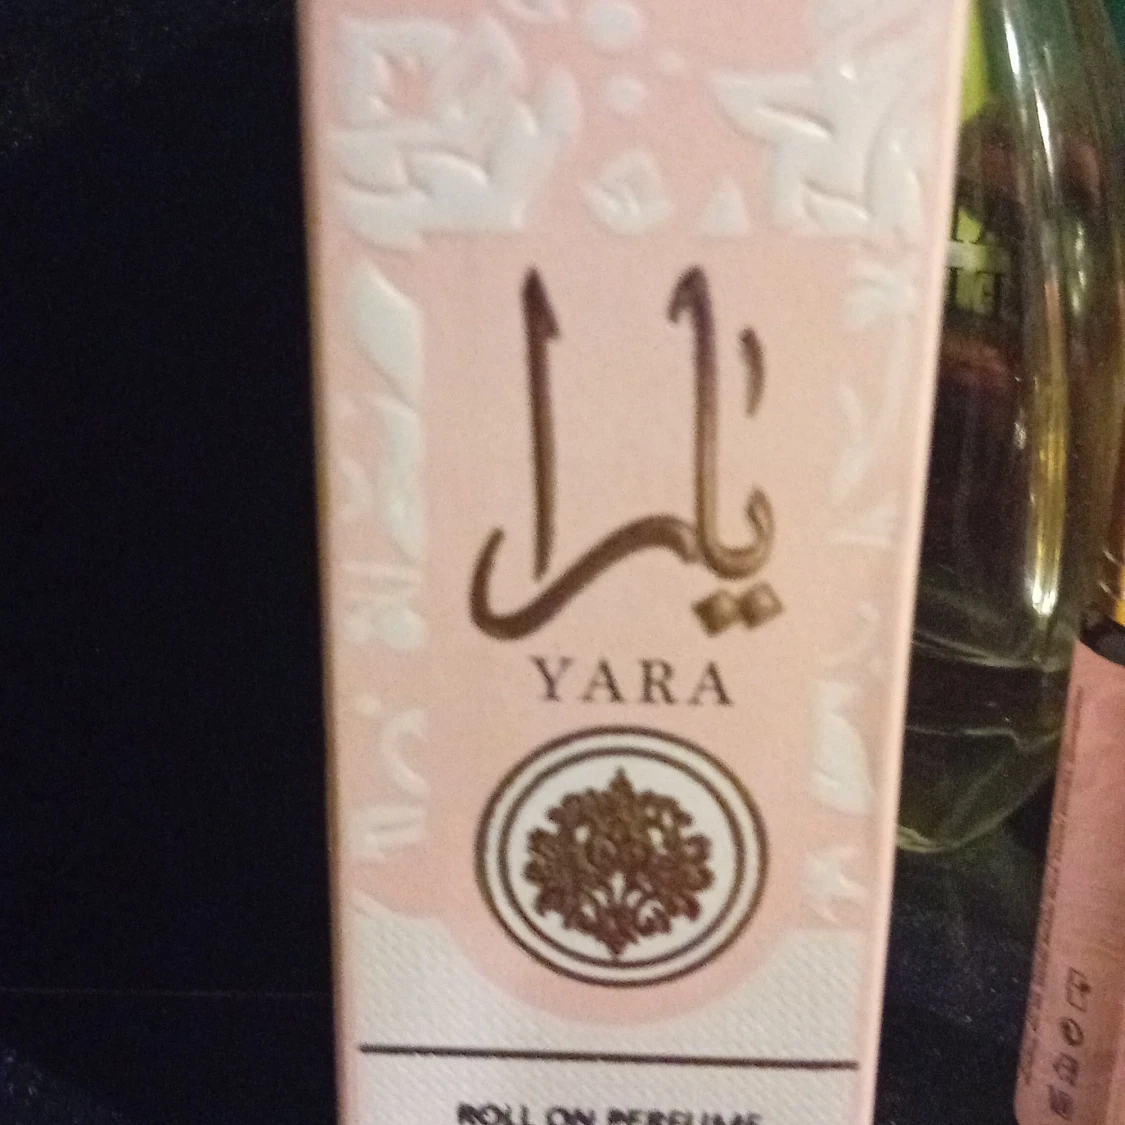 يارا
YARA
ROLL ON PERFUME